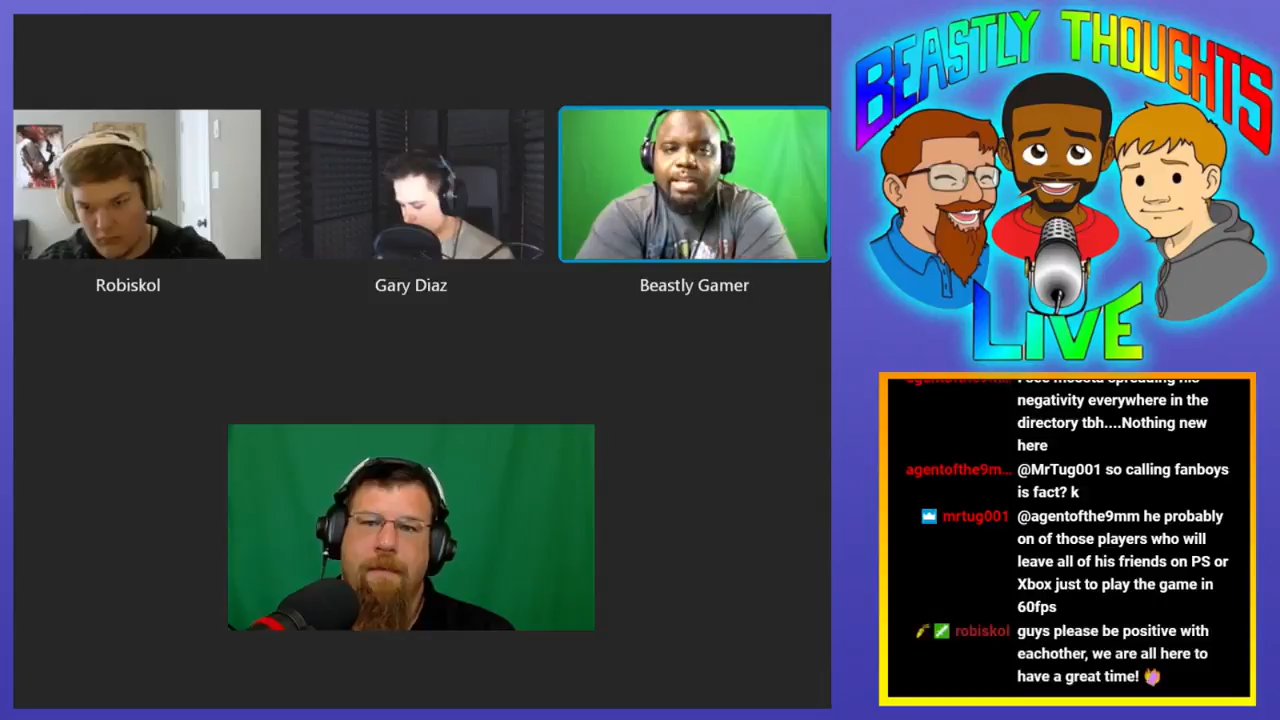 BEASTLY THOUGHTS
LIVE
Robiskol
Gary Diaz
Beastly Gamer
negativity everywhere in the
directory tbh....Nothing new
here
agentofthe9m... @MrTug001 so calling fanboys
is fact? k
mrtug001 @agentofthe9mm he probably
on of those players who will
leave all of his friends on PS or
Xbox just to play the game in
60fps
robiskol guys please be positive with
eachother, we are all here to
have a great time!